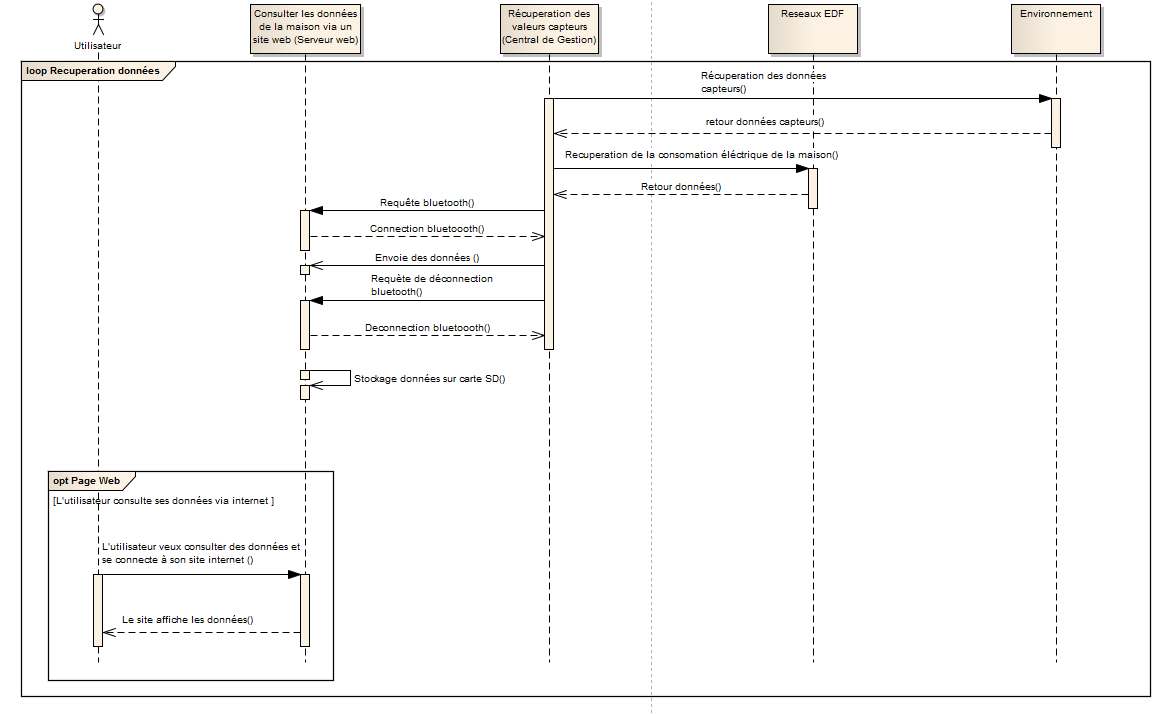 Utilisateur
Consulter les données
de la maison via un
site web (Serveur web)
Récuperation des
valeurs capteurs
(Central de Gestion)
Reseaux EDF
Environnement
loop Recuperation données
Récuperation des données
capteurs()
retour données capteurs()
Recuperation de la consomation éléctrique de la maison()
Retour données()
Requête bluetooth()
Connection bluetoooth()
Envoie des données ()
Requète de déconnection
bluetooth()
Deconnection bluetoooth()
Stockage données sur carte SD()
opt Page Web
[L'utilisateur consulte ses données via internet ]
L'utilisateur veux consulter des données et
se connecte à son site internet ()
Le site affiche les données()